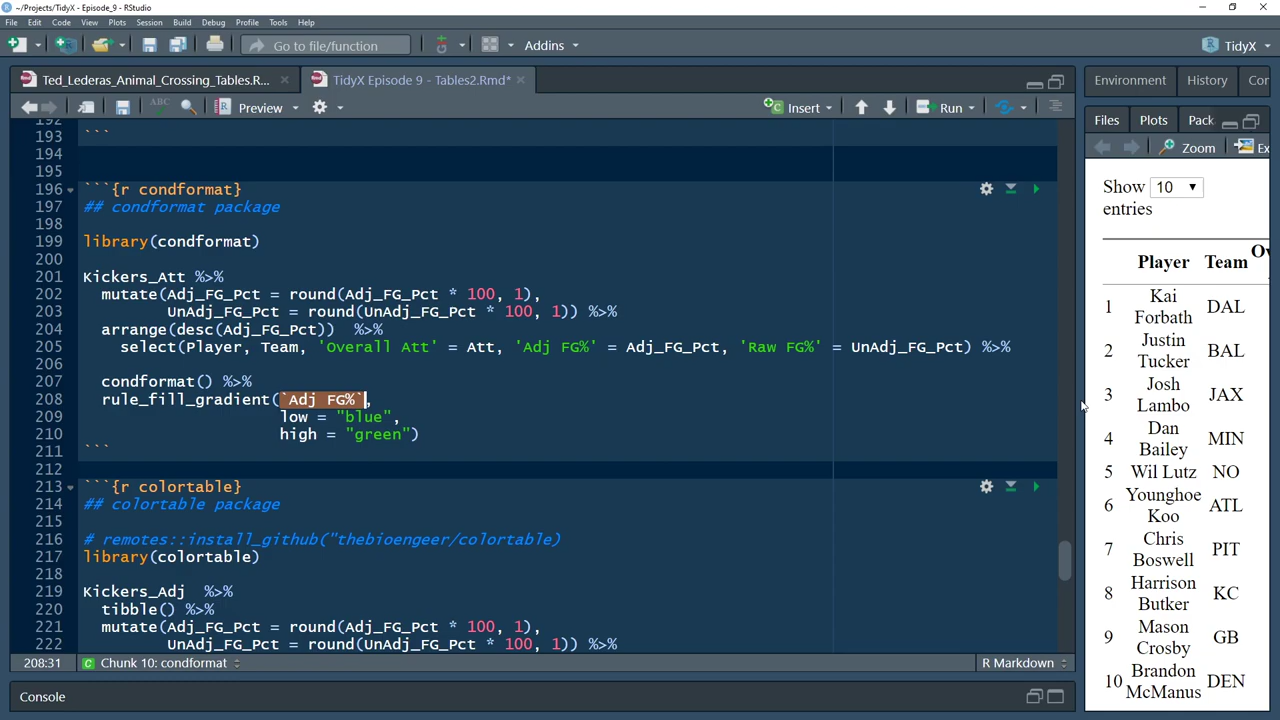 ~/Projects/TidyX - Episode_9 - RStudio
File Edit Code View Plots Session Build Debug Profile Tools Help
Go to file/function Addins TidyX
Ted_Lederas_Animal_Crossing_Tables.R... TidyX Episode 9 - Tables2.Rmd*
ABC Preview Insert Run
192
193 ```
194
195
196 ```{r condformat}
197 ## condformat package
198
199 library(condformat)
200
201 Kickers_Att %>%
202 mutate(Adj_FG_Pct = round(Adj_FG_Pct * 100, 1),
203 UnAdj_FG_Pct = round(UnAdj_FG_Pct * 100, 1)) %>%
204 arrange(desc(Adj_FG_Pct)) %>%
205 select(Player, Team, 'Overall Att' = Att, 'Adj FG%' = Adj_FG_Pct, 'Raw FG%' = UnAdj_FG_Pct) %>%
206
207 condformat() %>%
208 rule_fill_gradient(`Adj FG%`,
209 low = "blue",
210 high = "green")
211 ```
212
213 ```{r colortable}
214 ## colortable package
215
216 # remotes::install_github("thebioengeer/colortable)
217 library(colortable)
218
219 Kickers_Adj %>%
220 tibble() %>%
221 mutate(Adj_FG_Pct = round(Adj_FG_Pct * 100, 1),
222 UnAdj_FG_Pct = round(UnAdj_FG_Pct * 100, 1)) %>%
208:31 Chunk 10: condformat R Markdown
Console
Environment History Con
Files Plots Pack
Zoom Ex
Show 10
entries
Player Team Ov
1 Kai Forbath DAL
2 Justin Tucker BAL
3 Josh Lambo JAX
4 Dan Bailey MIN
5 Wil Lutz NO
6 Younghoe Koo ATL
7 Chris Boswell PIT
8 Harrison Butker KC
9 Mason Crosby GB
10 Brandon McManus DEN